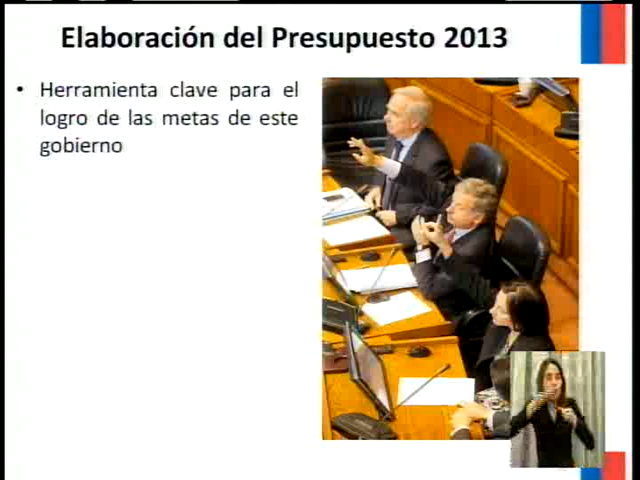 Elaboración del Presupuesto 2013
• Herramienta clave para el
logro de las metas de este
gobierno